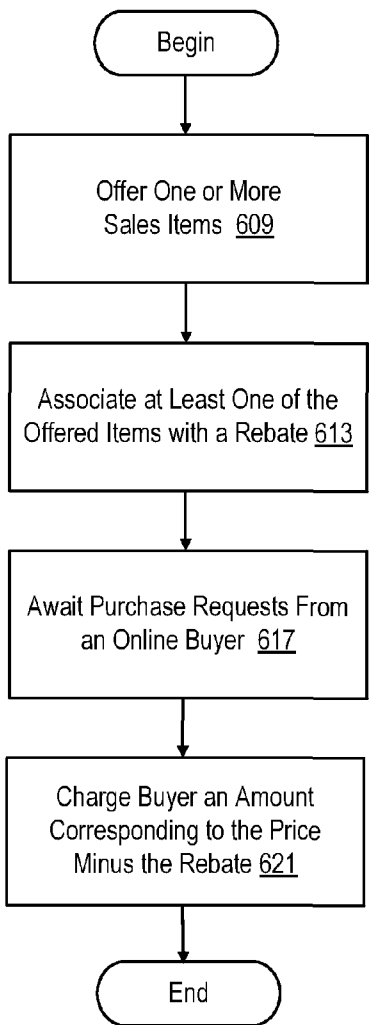 Begin
Offer One or More
Sales Items 609
Associate at Least One of the
Offered Items with a Rebate 613
Await Purchase Requests From
an Online Buyer 617
Charge Buyer an Amount
Corresponding to the Price
Minus the Rebate 621
End